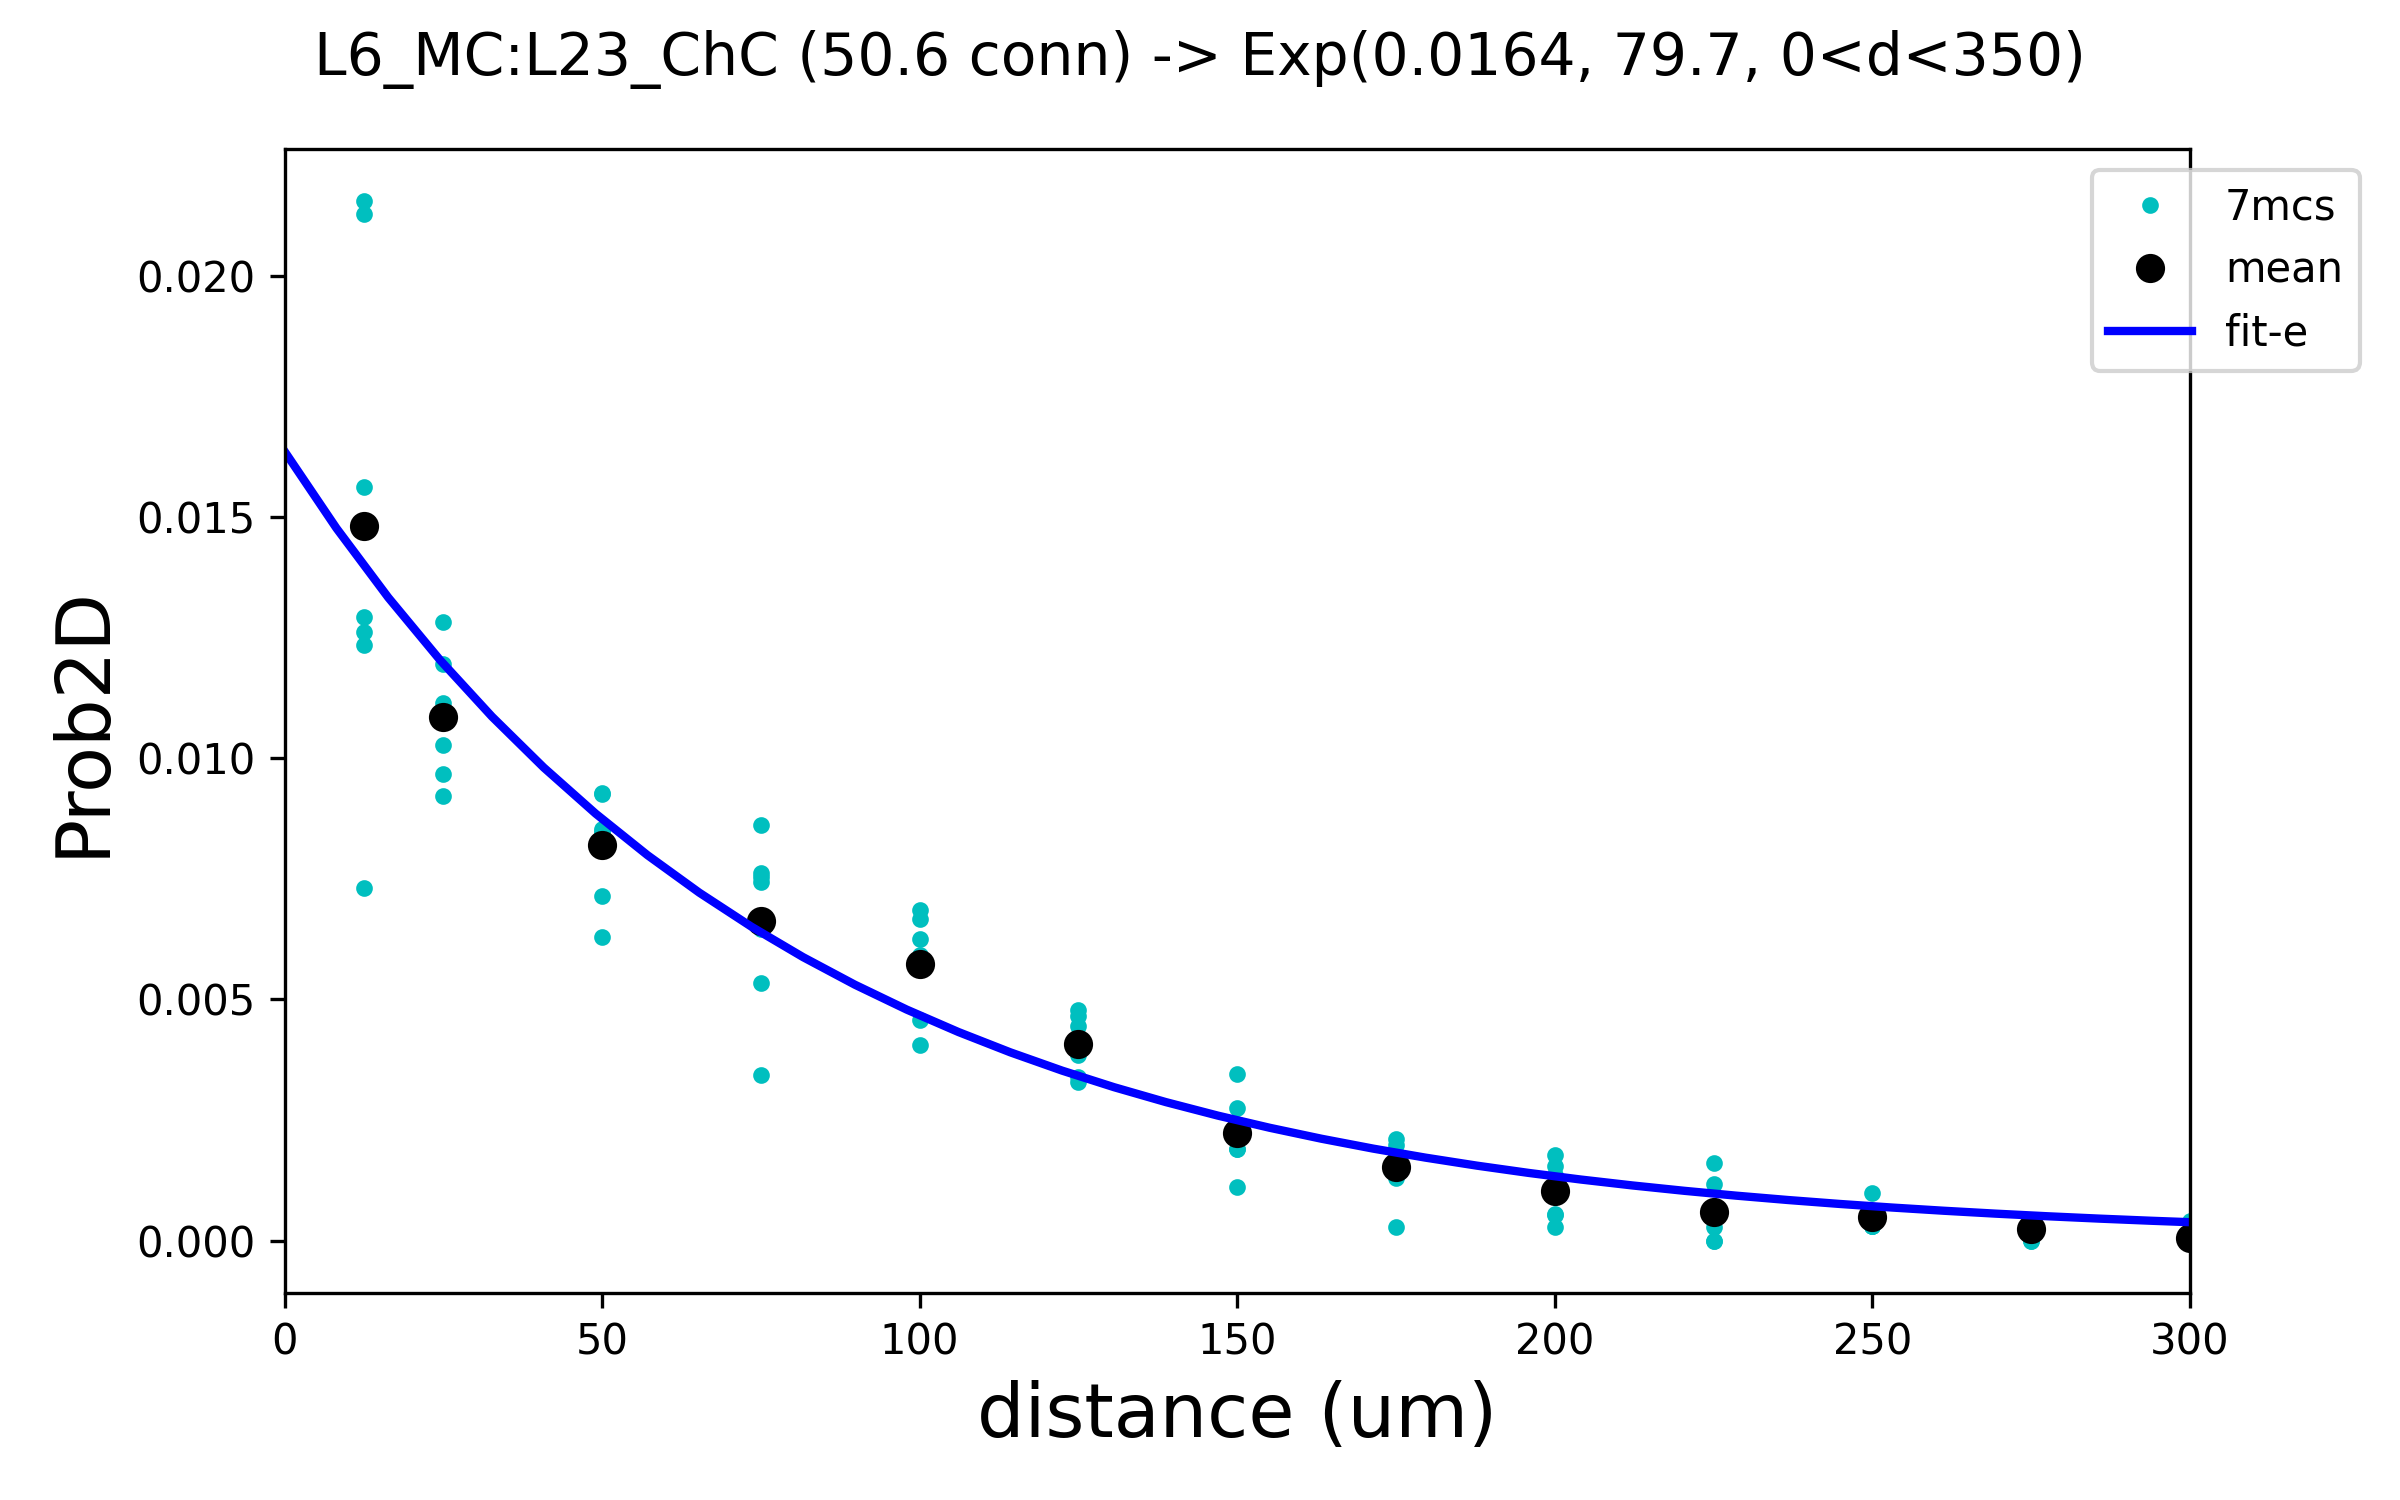 L6_MC:L23_ChC (50.6 conn) -> Exp(0.0164, 79.7, 0<d<350)
7mcs
mean
fit-e
Prob2D
0.020
0.015
0.010
0.005
0.000
0 50 100 150 200 250 300
distance (um)